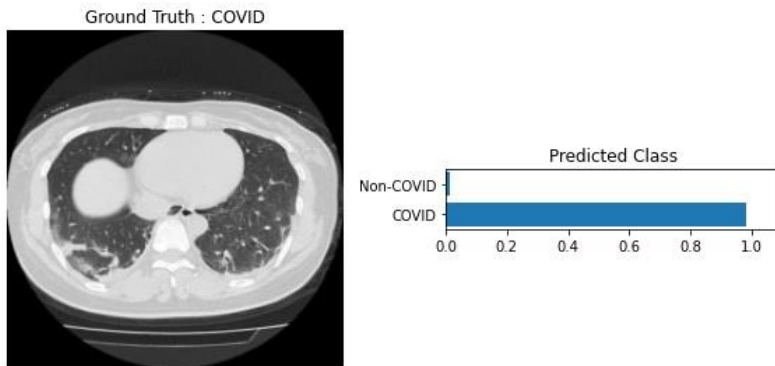 Ground Truth : COVID
Predicted Class
Non-COVID
COVID
0.0 0.2 0.4 0.6 0.8 1.0